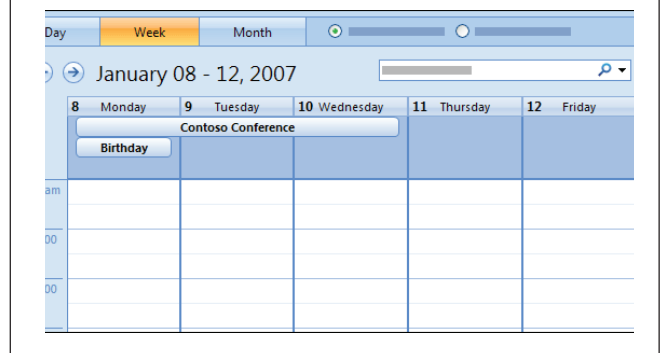 Day Week Month
January 08 - 12, 2007
8 Monday 9 Tuesday 10 Wednesday 11 Thursday 12 Friday
Contoso Conference
Birthday
am
00
00